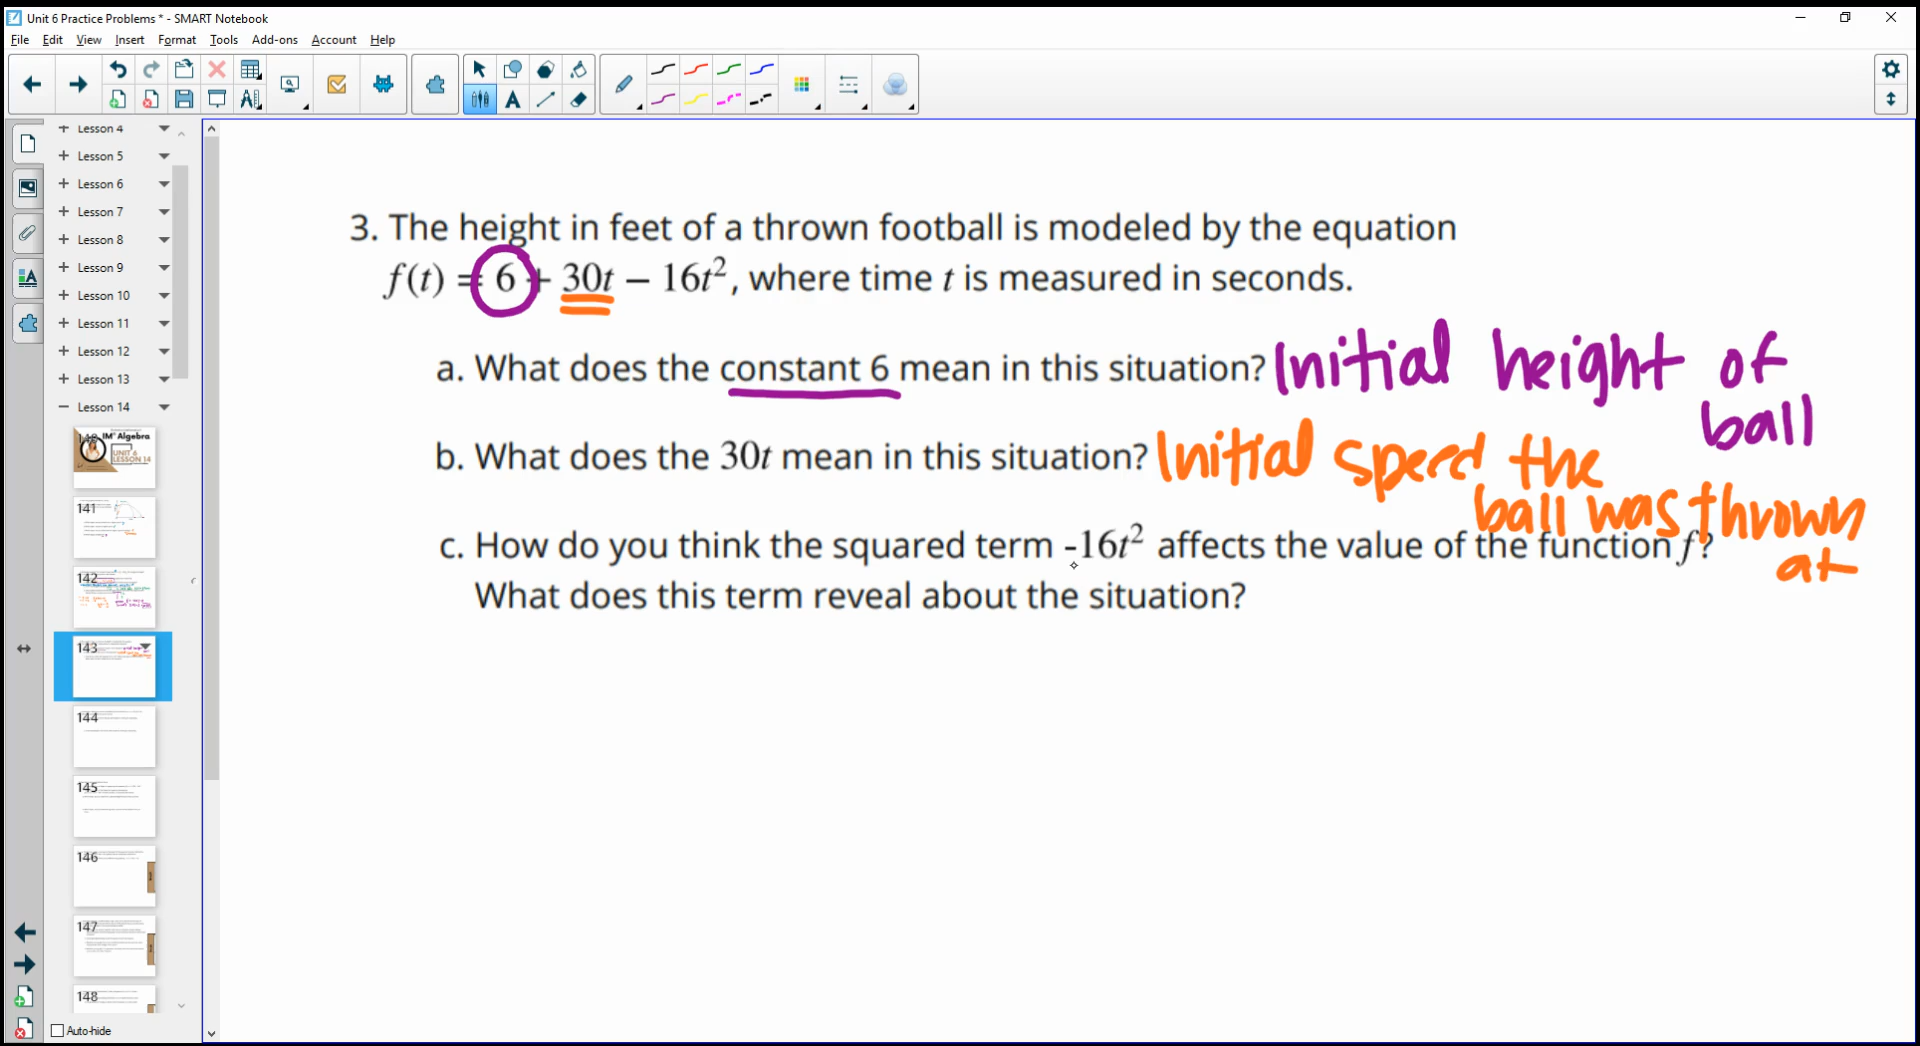 Unit 6 Practice Problems * - SMART Notebook
File Edit View Insert Format Tools Add-ons Account Help
Lesson 4
Lesson 5
Lesson 6
Lesson 7
Lesson 8
Lesson 9
Lesson 10
Lesson 11
Lesson 12
Lesson 13
Lesson 14
IM' Algebra
UNIT 6
LESSON 14
141
142
143
144
145
146
147
148
Auto-hide
3. The height in feet of a thrown football is modeled by the equation
f(t) = 6 + 30t − 16t², where time t is measured in seconds.
a. What does the constant 6 mean in this situation? Initial height of
ball
b. What does the 30t mean in this situation? Initial speed the
ball was thrown
at
c. How do you think the squared term -16t² affects the value of the function f?
What does this term reveal about the situation?